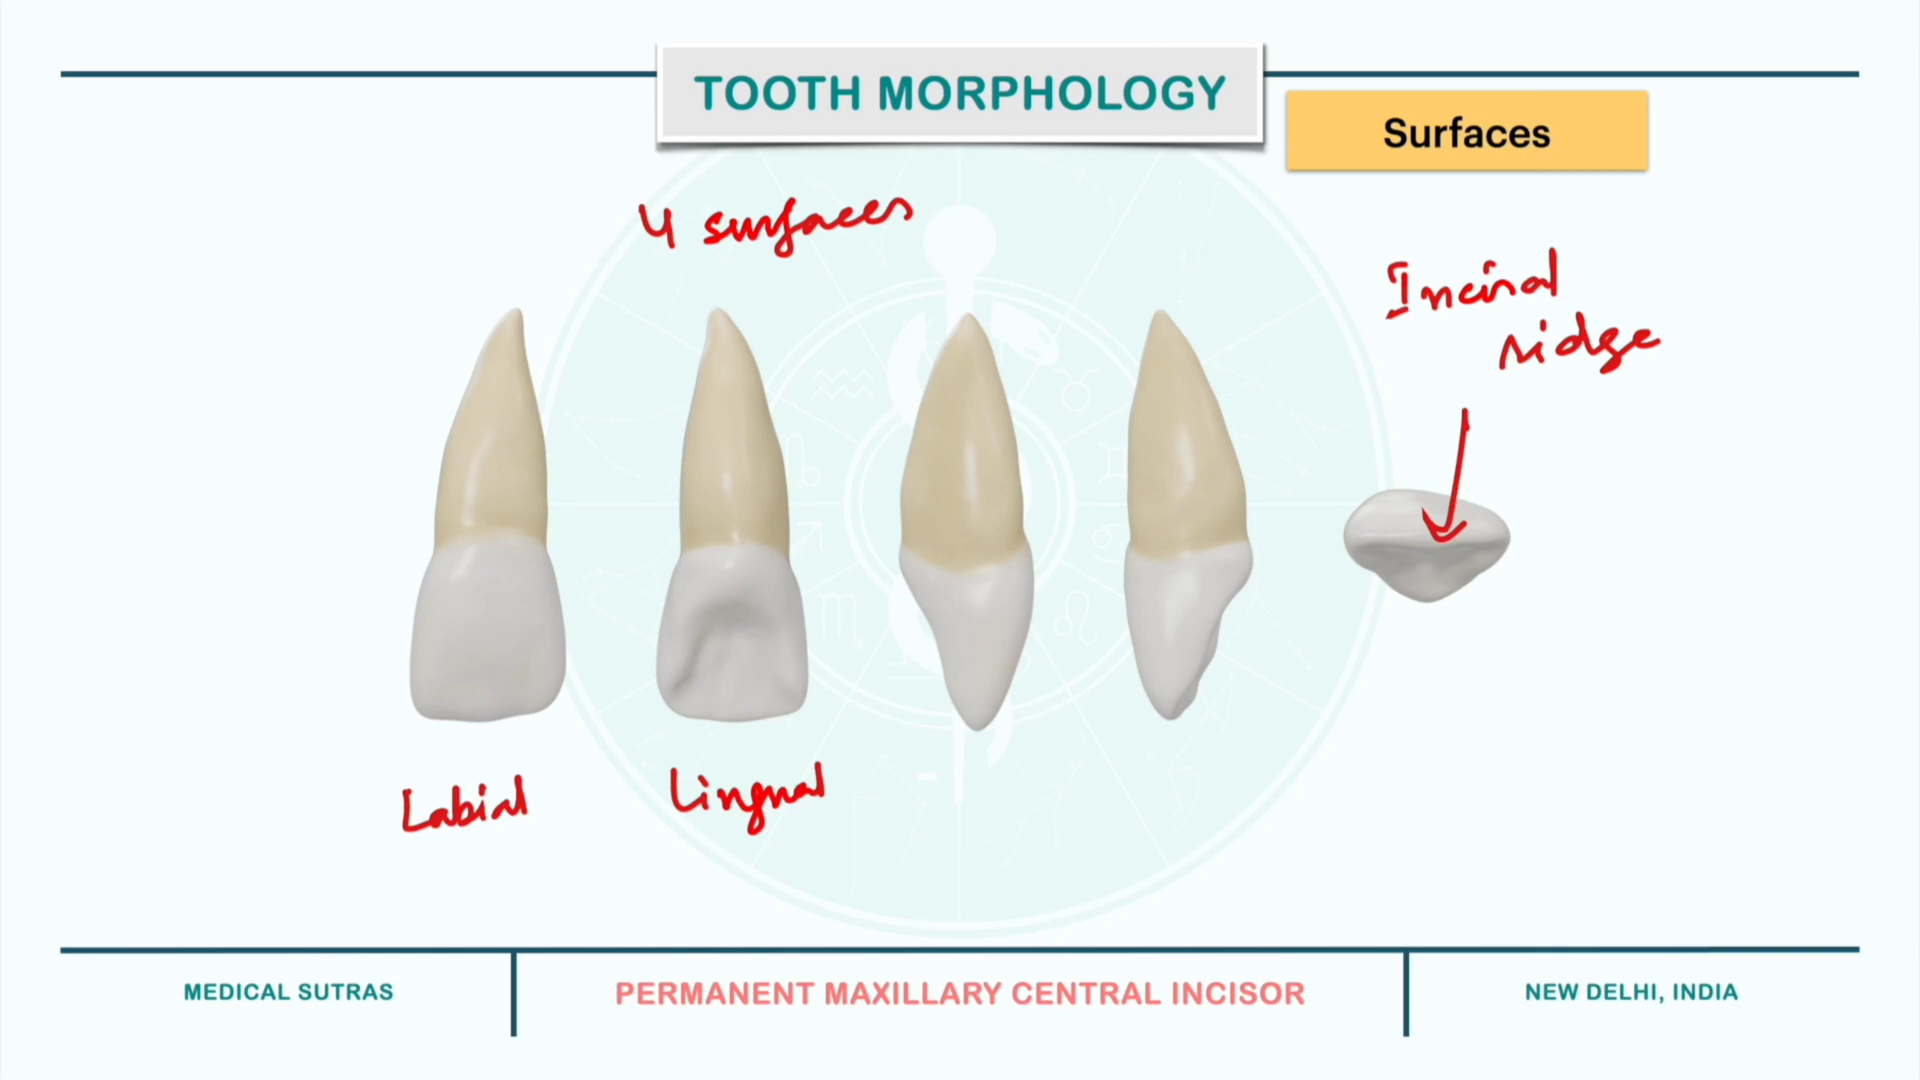 TOOTH MORPHOLOGY
Surfaces
4 surfaces
Incisal
ridge
Labial
Lingual
MEDICAL SUTRAS
PERMANENT MAXILLARY CENTRAL INCISOR
NEW DELHI, INDIA